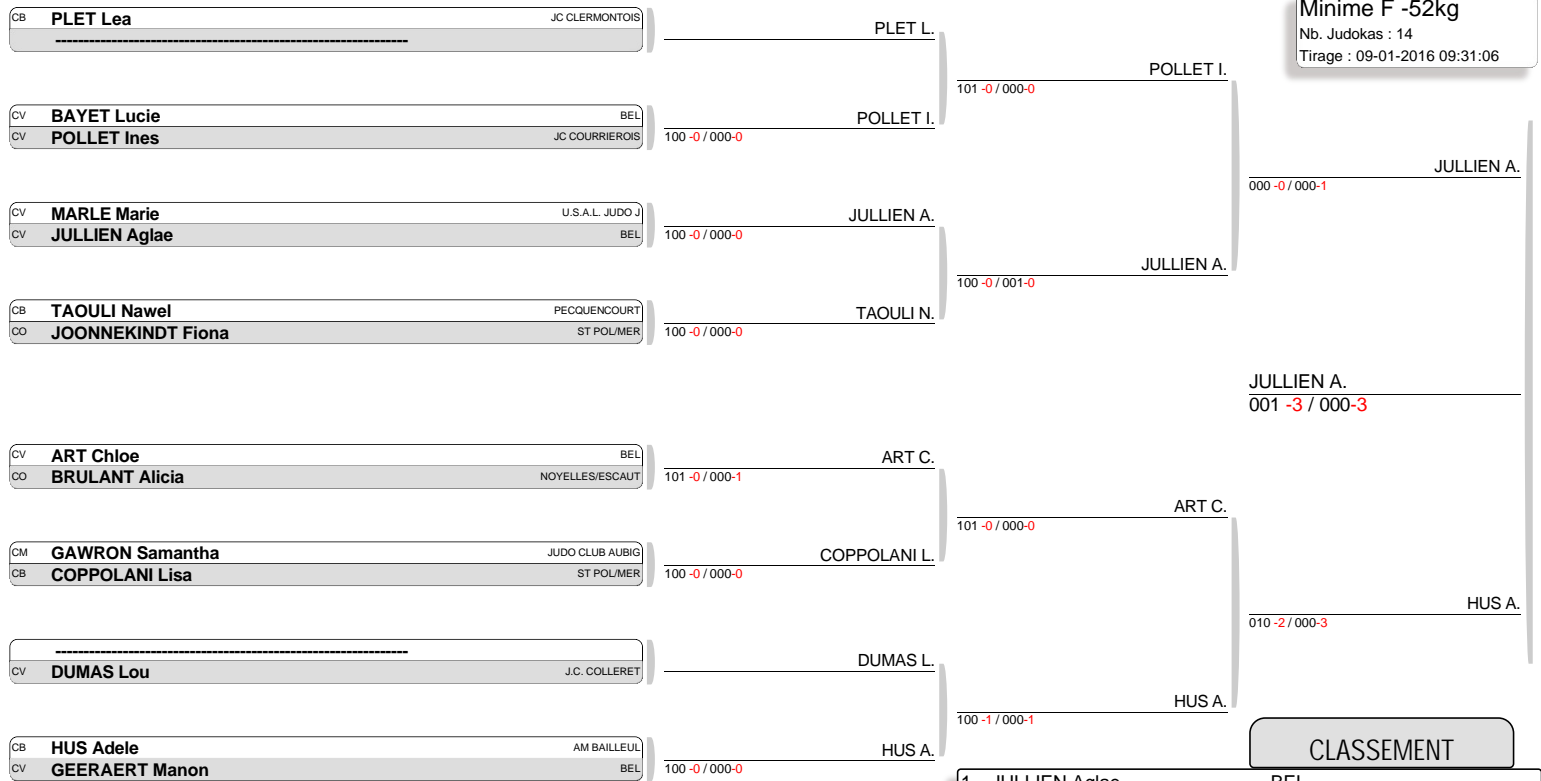 Minime F -52kg
Nb. Judokas : 14
Tirage : 09-01-2016 09:31:06
CB PLET Lea JC CLERMONTOIS
----------------------------------------------------------------
CV BAYET Lucie BEL
CV POLLET Ines JC COURRIEROIS
CV MARLE Marie U.S.A.L. JUDO J
CV JULLIEN Aglae BEL
CB TAOULI Nawel PECQUENCOURT
CO JOONNEKINDT Fiona ST POL/MER
CV ART Chloe BEL
CO BRULANT Alicia NOYELLES/ESCAUT
CM GAWRON Samantha JUDO CLUB AUBIG
CB COPPOLANI Lisa ST POL/MER
----------------------------------------------------------------
CV DUMAS Lou J.C. COLLERET
CB HUS Adele AM BAILLEUL
CV GEERAERT Manon BEL
PLET L.
POLLET I.
100 -0 / 000-0
JULLIEN A.
100 -0 / 000-0
TAOULI N.
100 -0 / 000-0
ART C.
101 -0 / 000-1
COPPOLANI L.
100 -0 / 000-0
DUMAS L.
HUS A.
100 -0 / 000-0
POLLET I.
101 -0 / 000-0
JULLIEN A.
100 -0 / 001-0
ART C.
101 -0 / 000-0
HUS A.
100 -1 / 000-1
JULLIEN A.
000 -0 / 000-1
JULLIEN A.
001 -3 / 000-3
HUS A.
010 -2 / 000-3
CLASSEMENT
1 JULLIEN Aglae BEL